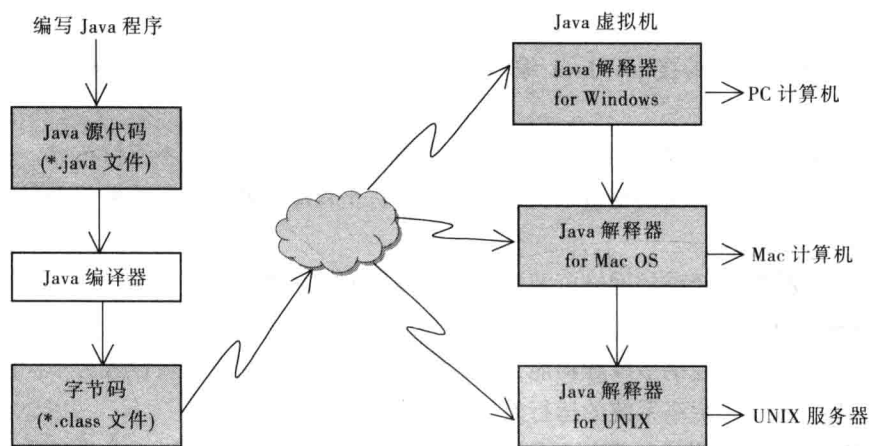 编写 Java 程序
Java 源代码
(*.java 文件)
Java 编译器
字节码
(*.class 文件)
Java 虚拟机
Java 解释器
for Windows
PC 计算机
Java 解释器
for Mac OS
Mac 计算机
Java 解释器
for UNIX
UNIX 服务器